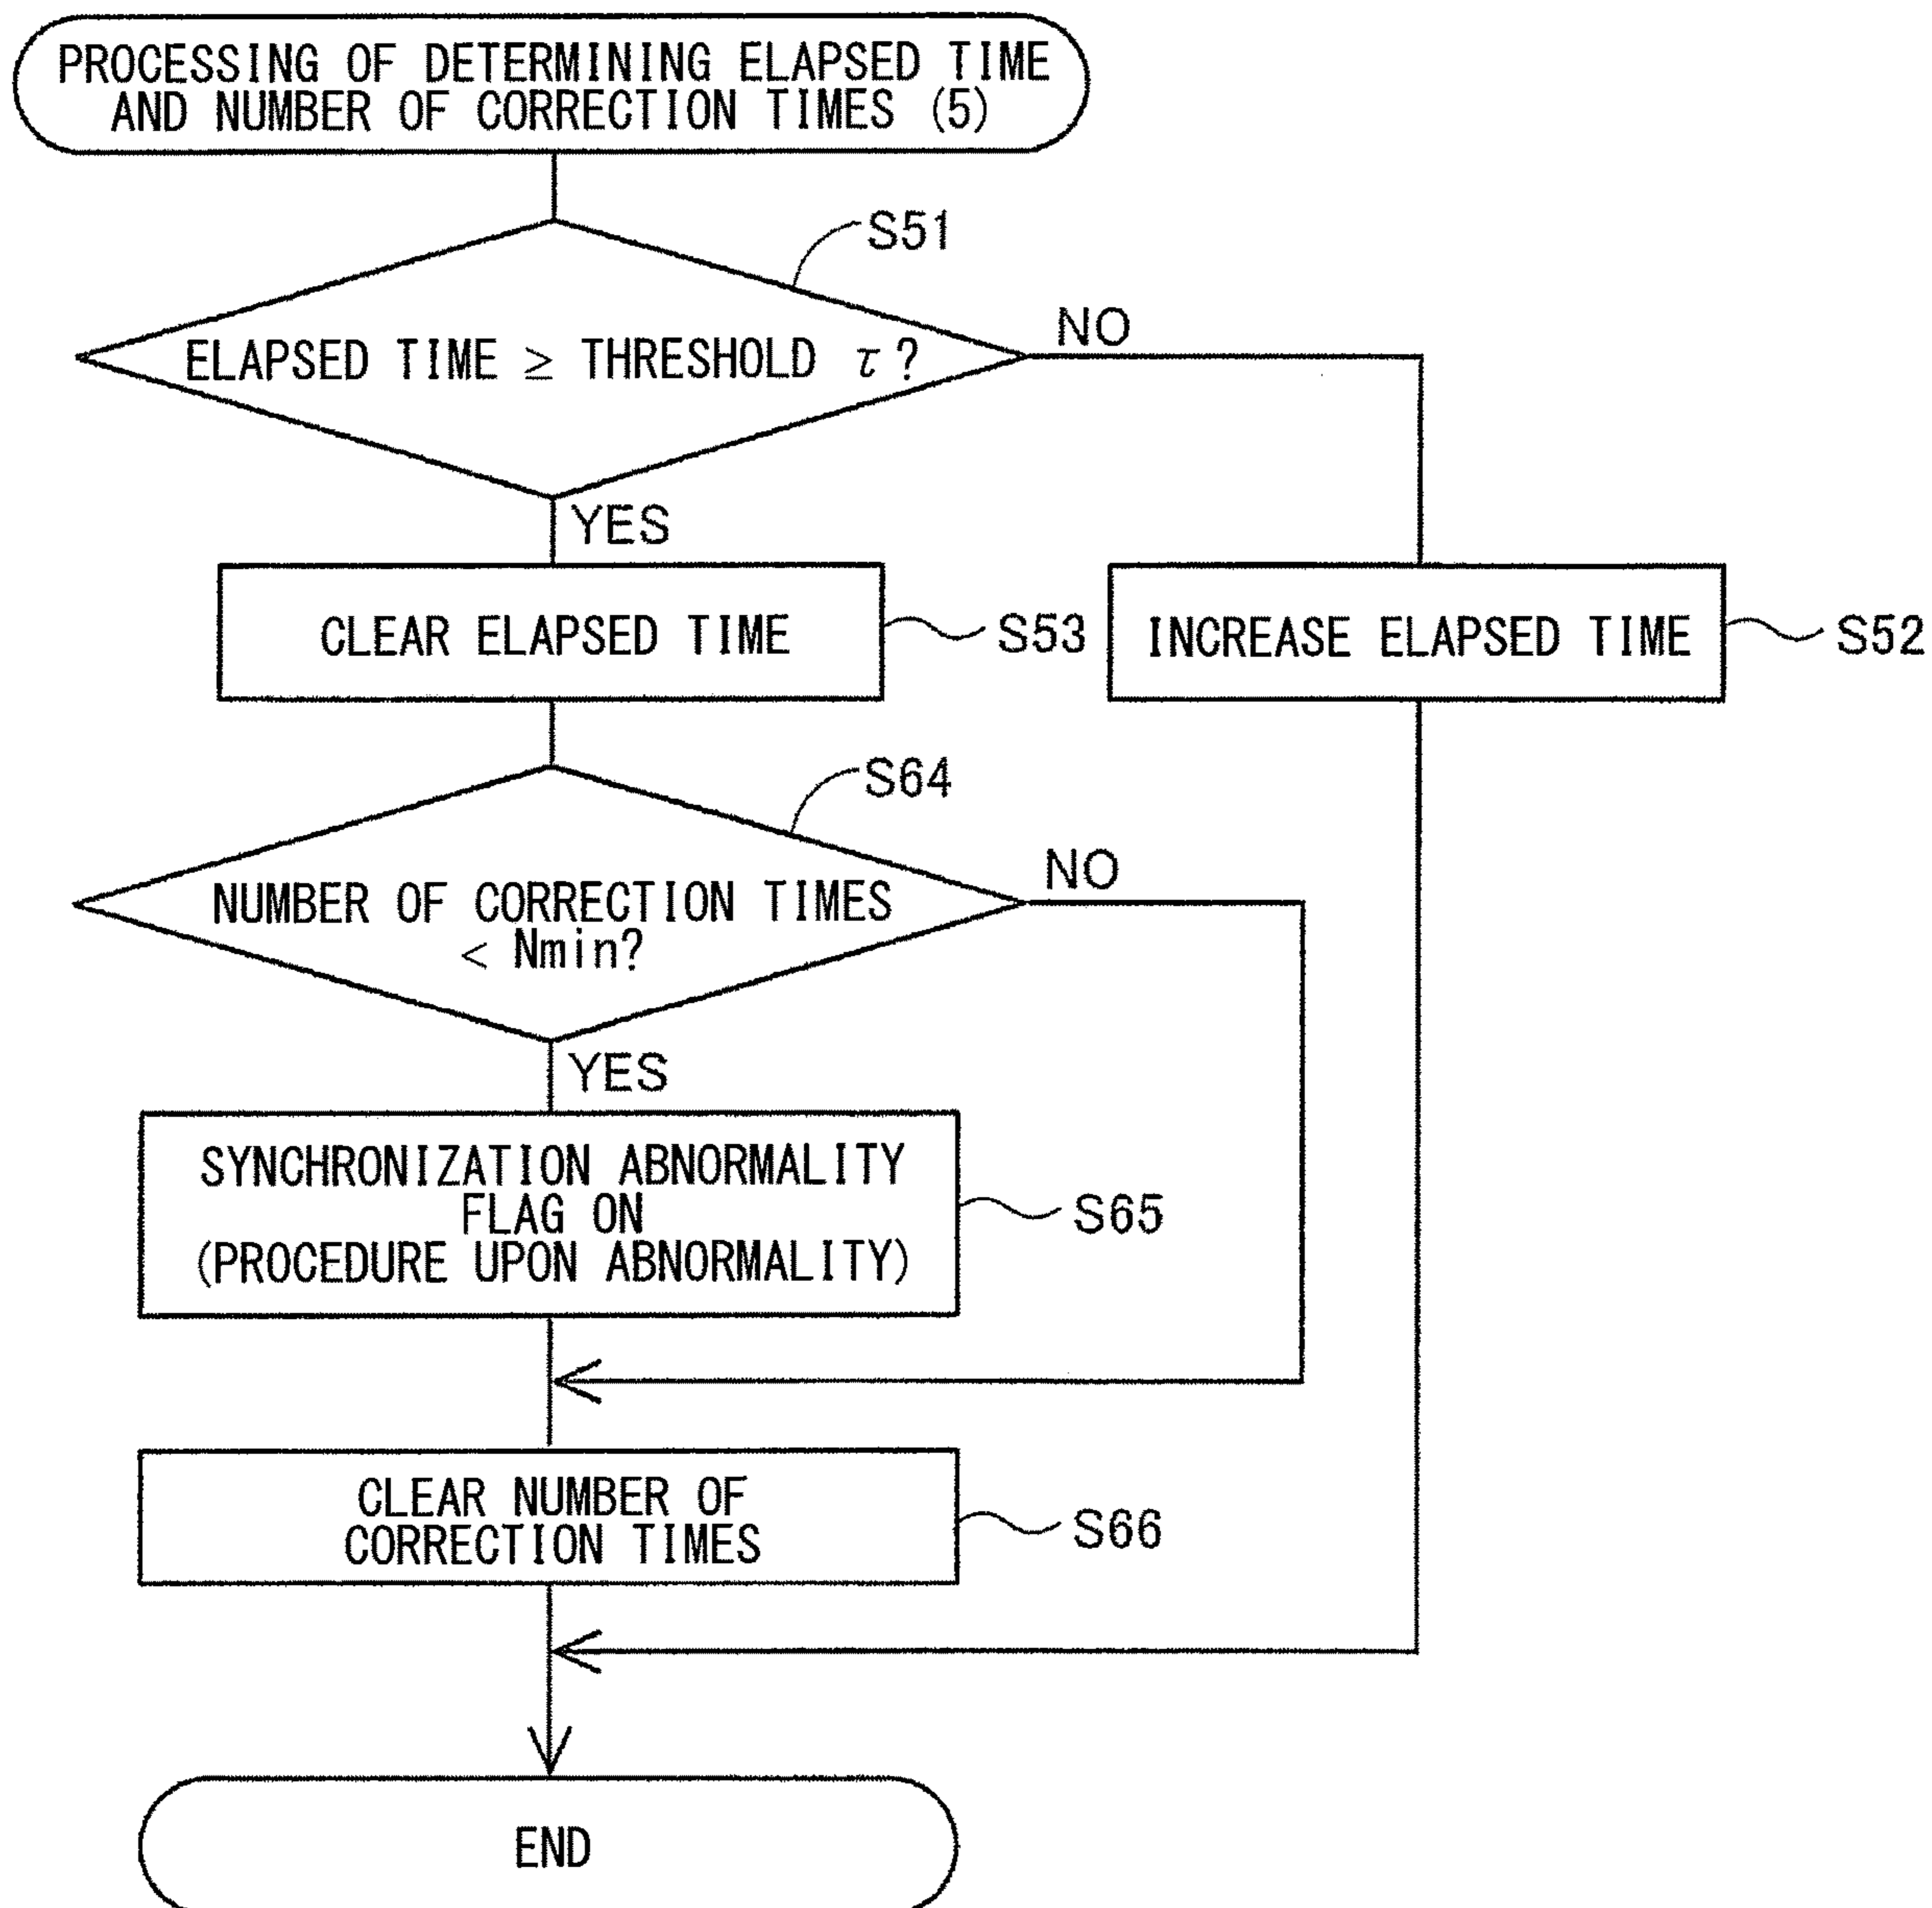 PROCESSING OF DETERMINING ELAPSED TIME
AND NUMBER OF CORRECTION TIMES (5)
S51
ELAPSED TIME ≥ THRESHOLD τ?
NO
YES
CLEAR ELAPSED TIME
S53
INCREASE ELAPSED TIME
S52
S64
NUMBER OF CORRECTION TIMES
< Nmin?
NO
YES
SYNCHRONIZATION ABNORMALITY
FLAG ON
(PROCEDURE UPON ABNORMALITY)
S65
CLEAR NUMBER OF
CORRECTION TIMES
S66
END